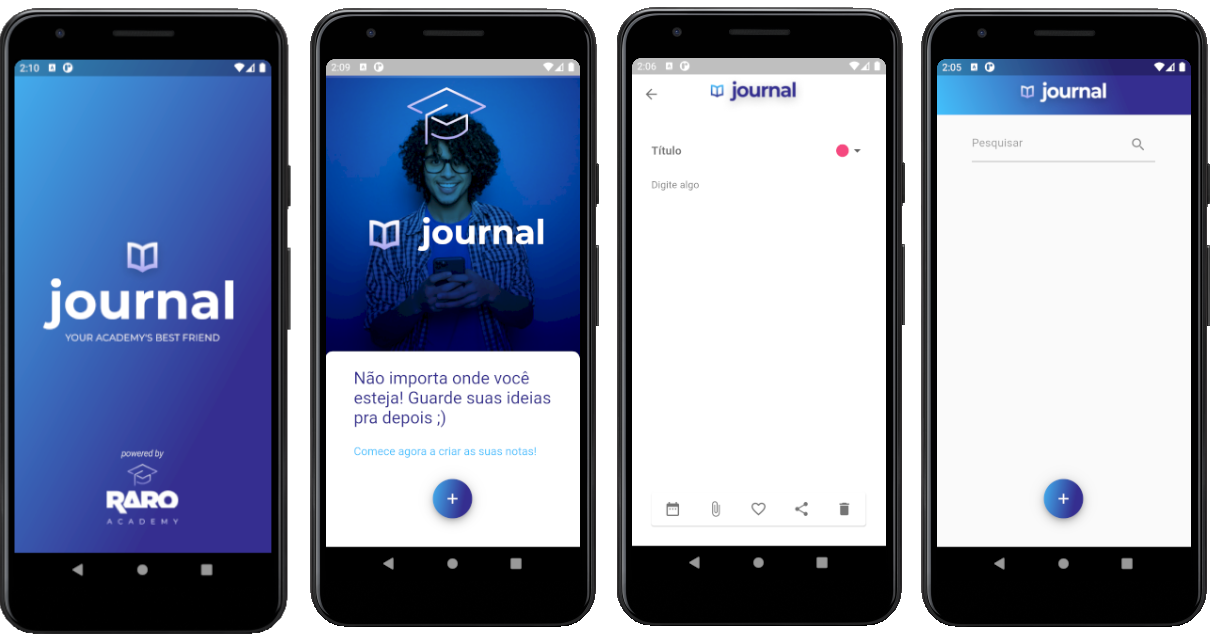 2:10
journal
YOUR ACADEMY'S BEST FRIEND
powered by
RARO
ACADEMY
2:09
journal
Não importa onde você
esteja! Guarde suas ideias
pra depois ;)
Comece agora a criar as suas notas!
+
2:06
journal
Título
Digite algo
2:05
journal
Pesquisar
+